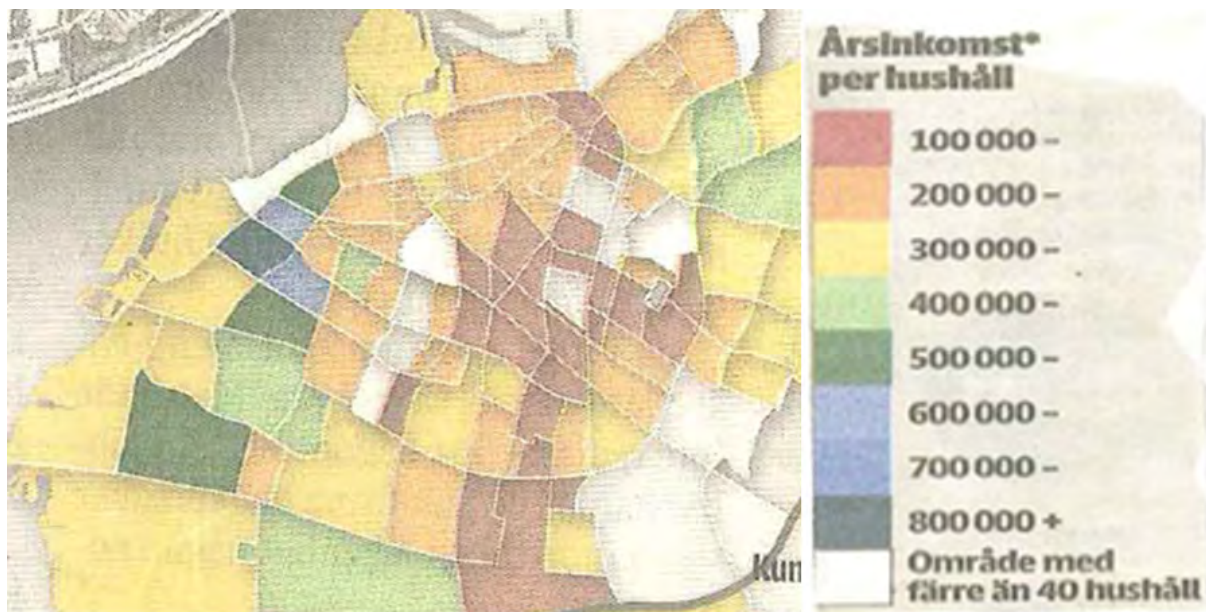 Årsinkomst*
per hushåll
100 000 –
200 000 –
300 000 –
400 000 –
500 000 –
600 000 –
700 000 –
800 000 +
Område med
färre än 40 hushåll
Kun